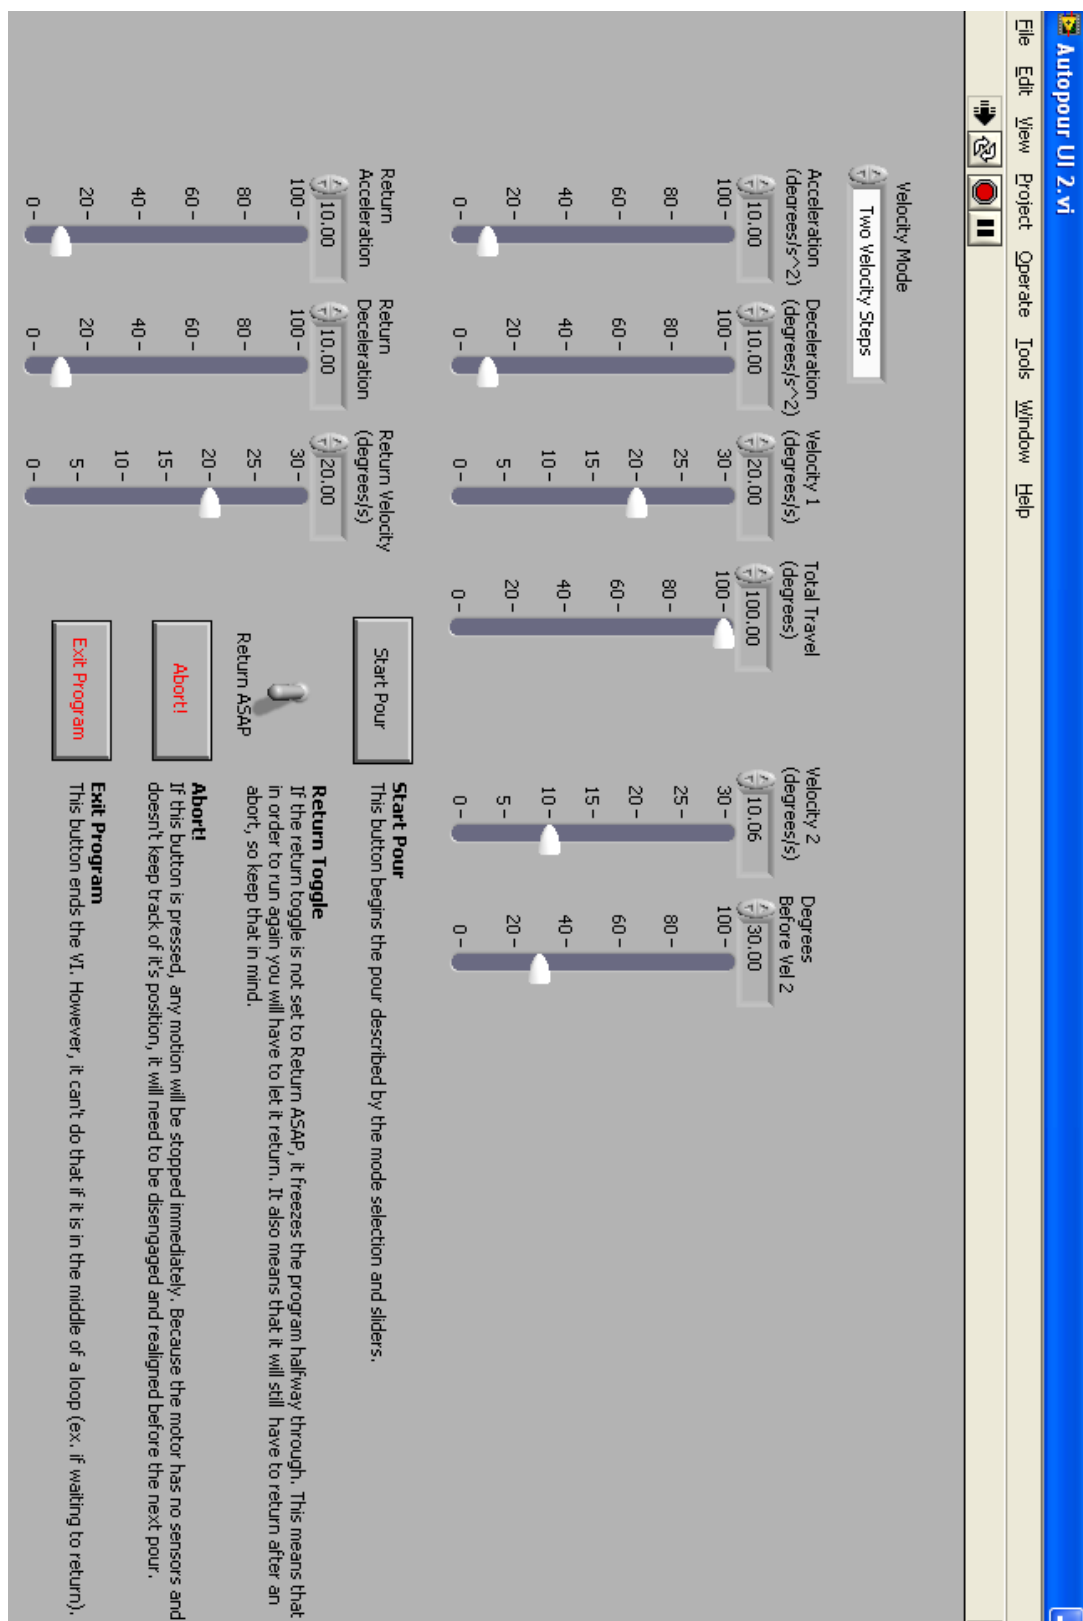 Autopour UI 2.vi
File Edit View Project Operate Tools Window Help
Velocity Mode
Two Velocity Steps
Acceleration
(degrees/s^2)
10.00
100-
80-
60-
40-
20-
0-
Deceleration
(degrees/s^2)
10.00
100-
80-
60-
40-
20-
0-
Velocity 1
(degrees/s)
20.00
30-
25-
20-
15-
10-
5-
0-
Total Travel
(degrees)
100.00
100-
80-
60-
40-
20-
0-
Velocity 2
(degrees/s)
10.06
30-
25-
20-
15-
10-
5-
0-
Degrees
Before Vel 2
30.00
100-
80-
60-
40-
20-
0-
Return
Acceleration
10.00
100-
80-
60-
40-
20-
0-
Return
Deceleration
10.00
100-
80-
60-
40-
20-
0-
Return Velocity
(degrees/s)
20.00
30-
25-
20-
15-
10-
5-
0-
Start Pour
Start Pour
This button begins the pour described by the mode selection and sliders.
Return ASAP
Return Toggle
If the return toggle is not set to Return ASAP, it freezes the program halfway through. This means that
in order to run again you will have to let it return. It also means that it will still have to return after an
abort, so keep that in mind.
Abort!
Abort!
If this button is pressed, any motion will be stopped immediately. Because the motor has no sensors and
doesn't keep track of it's position, it will need to be disengaged and realigned before the next pour.
Exit Program
Exit Program
This button ends the VI. However, it can't do that if it is in the middle of a loop (ex. if waiting to return).